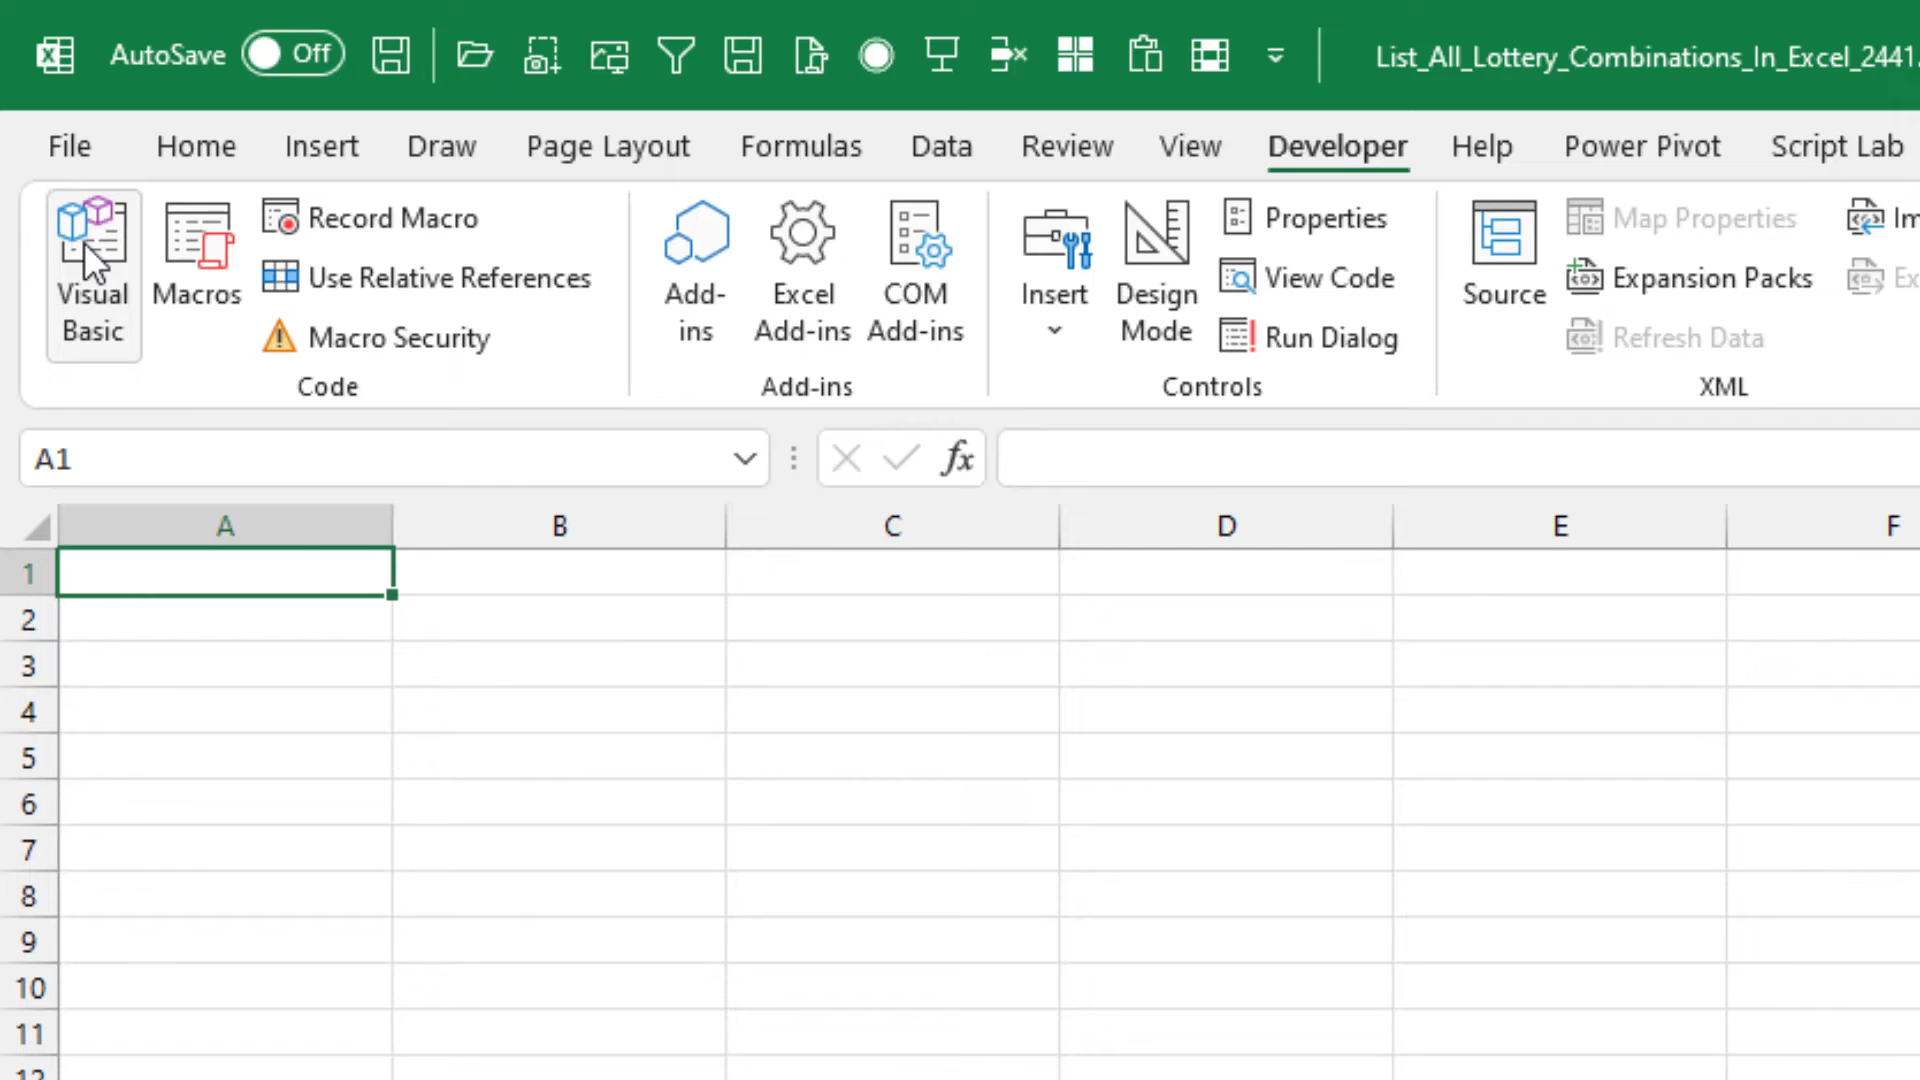 AutoSave Off List_All_Lottery_Combinations_In_Excel_2441.
File Home Insert Draw Page Layout Formulas Data Review View Developer Help Power Pivot Script Lab
Visual Basic
Macros
Record Macro
Use Relative References
Macro Security
Code
Add-ins
Excel Add-ins
COM Add-ins
Add-ins
Insert
Design Mode
Properties
View Code
Run Dialog
Controls
Source
Map Properties
Expansion Packs
Refresh Data
XML
A1 fx
A B C D E F
1
2
3
4
5
6
7
8
9
10
11
12